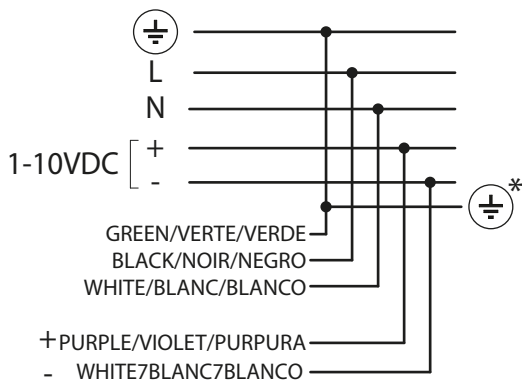 L
N
1-10VDC
+
-
*
GREEN/VERTE/VERDE
BLACK/NOIR/NEGRO
WHITE/BLANC/BLANCO
+ PURPLE/VIOLET/PURPURA
- WHITE7BLANC7BLANCO